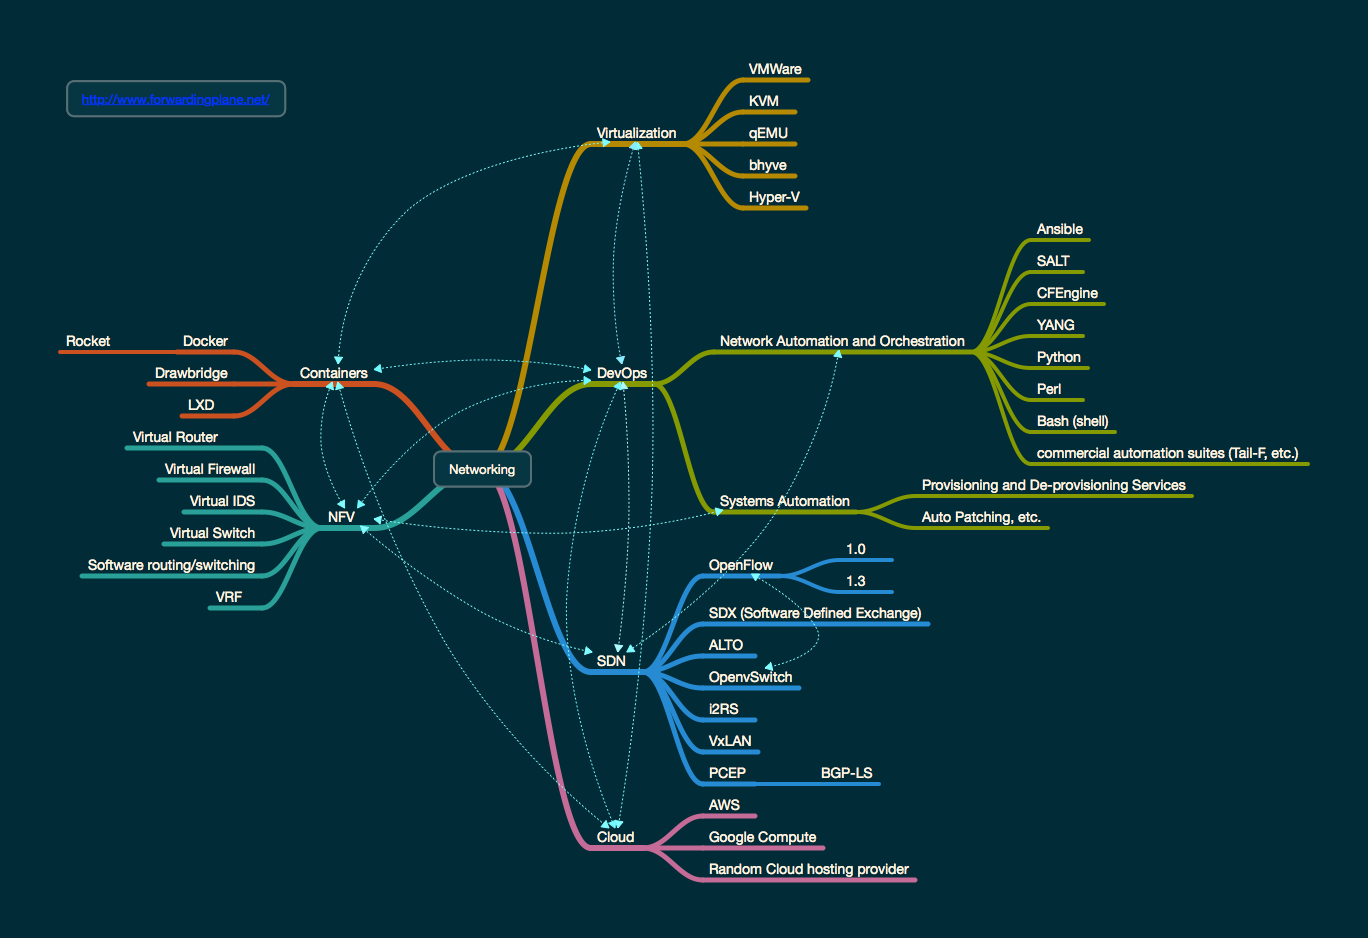 http://www.forwardingplane.net/
Networking
Virtualization
VMWare
KVM
qEMU
bhyve
Hyper-V
DevOps
Network Automation and Orchestration
Ansible
SALT
CFEngine
YANG
Python
Perl
Bash (shell)
commercial automation suites (Tail-F, etc.)
Systems Automation
Provisioning and De-provisioning Services
Auto Patching, etc.
SDN
OpenFlow
1.0
1.3
SDX (Software Defined Exchange)
ALTO
OpenvSwitch
i2RS
VxLAN
PCEP
BGP-LS
Cloud
AWS
Google Compute
Random Cloud hosting provider
Containers
Docker
Rocket
Drawbridge
LXD
NFV
Virtual Router
Virtual Firewall
Virtual IDS
Virtual Switch
Software routing/switching
VRF